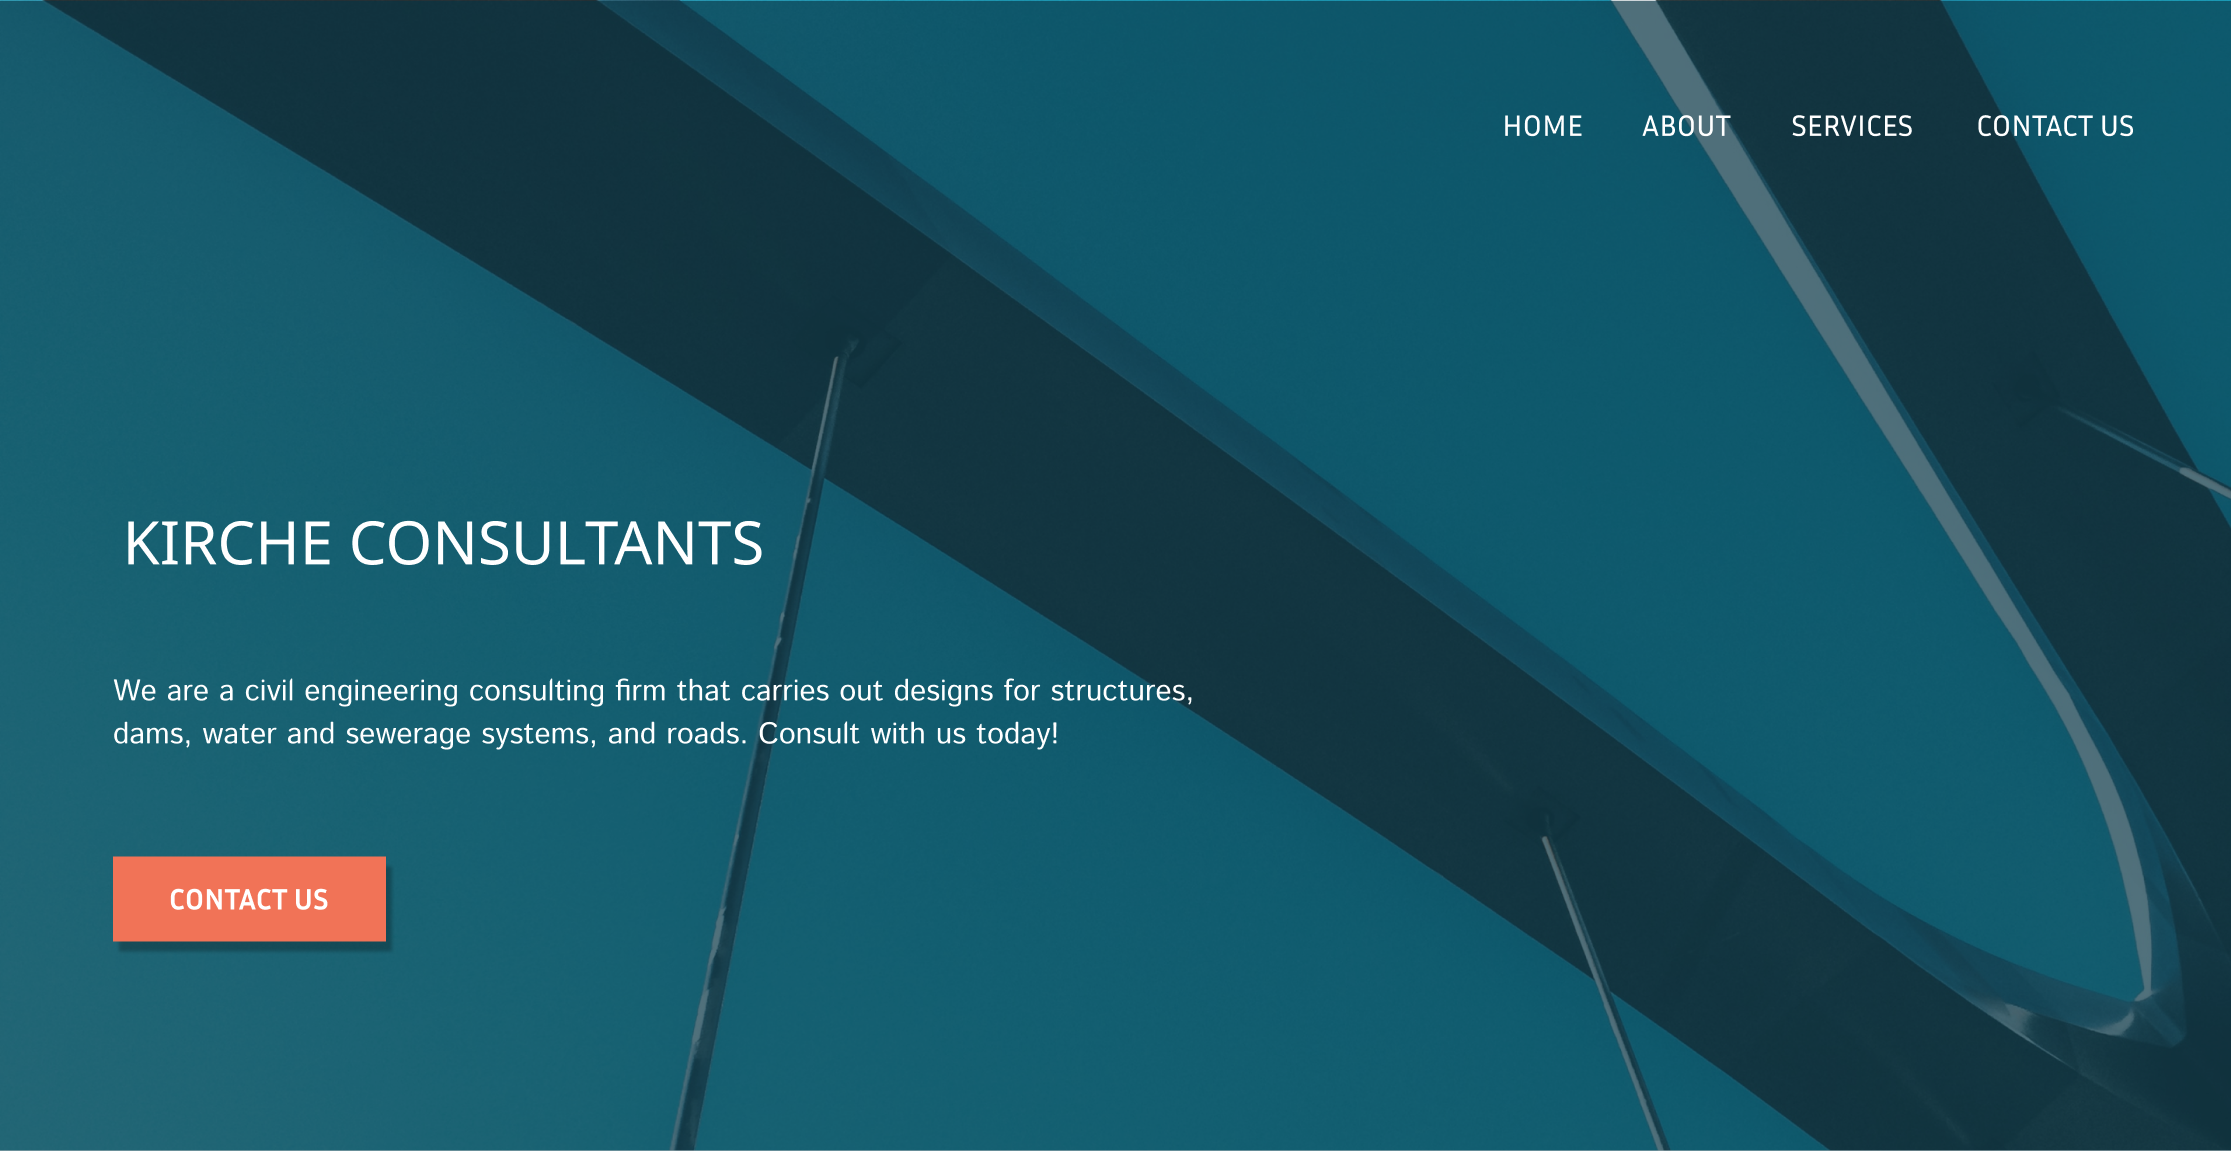 HOME ABOUT SERVICES CONTACT US
KIRCHE CONSULTANTS
We are a civil engineering consulting firm that carries out designs for structures,
dams, water and sewerage systems, and roads. Consult with us today!
CONTACT US